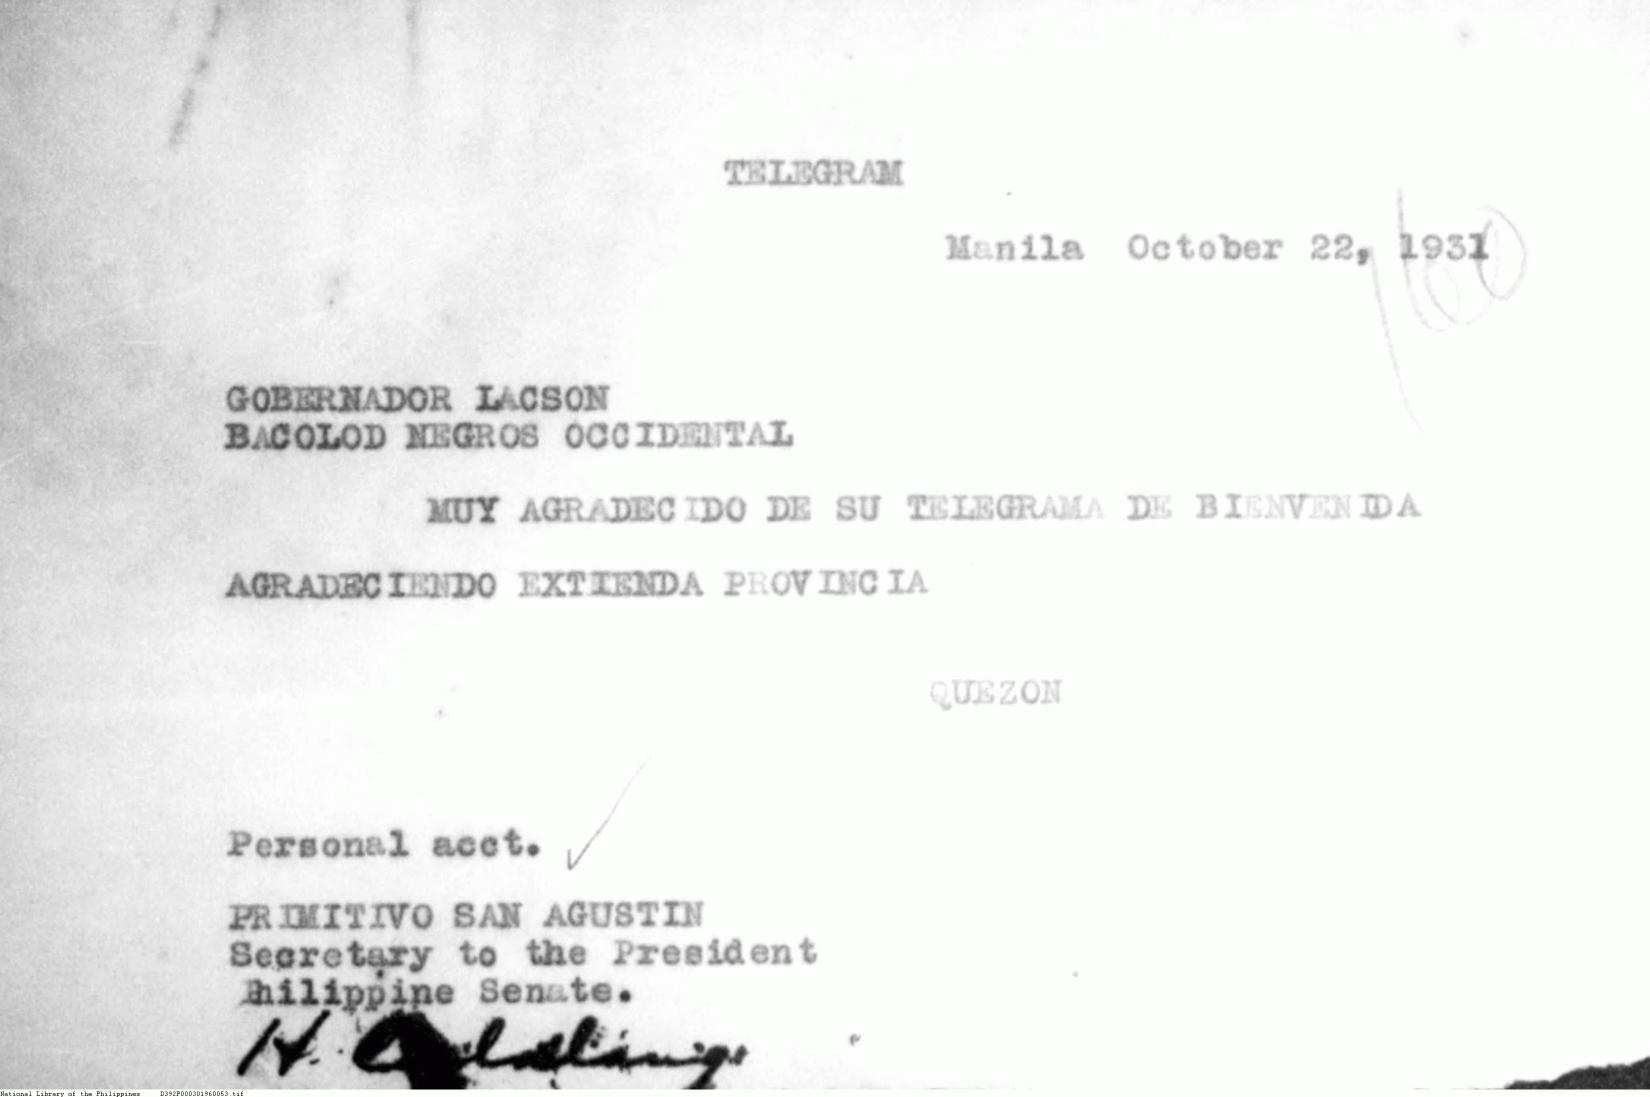 TELEGRAM
Manila October 22, 1931
GOBERNADOR LACSON
BACOLOD NEGROS OCCIDENTAL
MUY AGRADECIDO DE SU TELEGRAMA DE BIENVENIDA
AGRADECIENDO EXTIENDA PROVINCIA
QUEZON
Personal acct.
PRIMITIVO SAN AGUSTIN
Secretary to the President
Philippine Senate.
H.
National Library of the Philippines D392P000301960053.tif